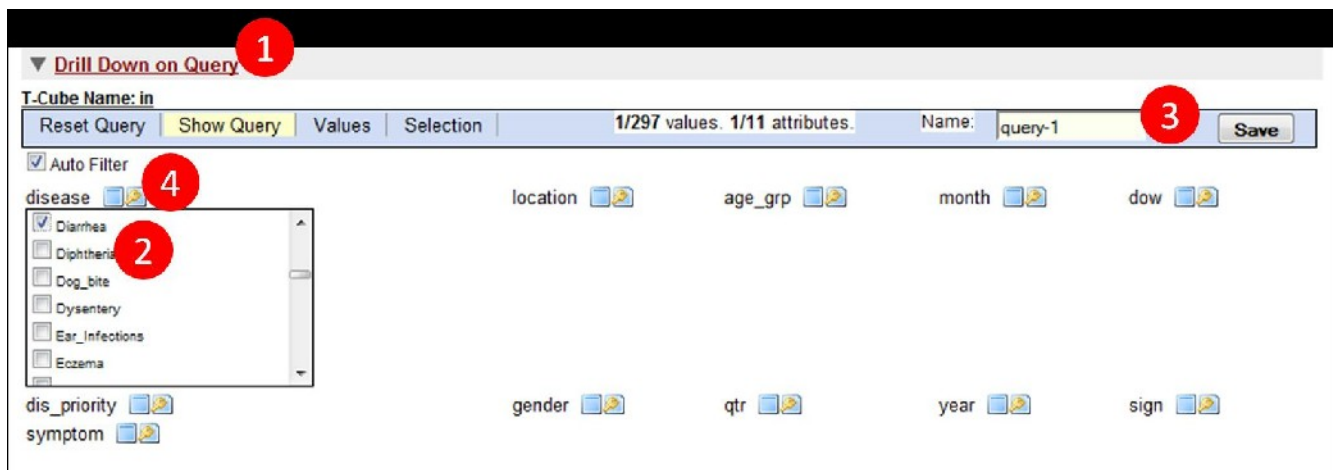 1
▼ Drill Down on Query
T-Cube Name: in
Reset Query Show Query Values Selection 1/297 values. 1/11 attributes. Name: query-1 3 Save
Auto Filter
disease 4 location age_grp month dow
Diarrhea
Diphtheria 2
Dog_bite
Dysentery
Ear_Infections
Eczema
dis_priority gender qtr year sign
symptom